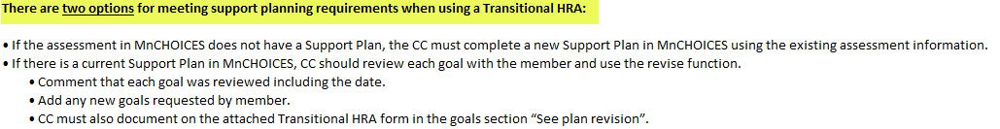 There are two options for meeting support planning requirements when using a Transitional HRA:
• If the assessment in MnCHOICES does not have a Support Plan, the CC must complete a new Support Plan in MnCHOICES using the existing assessment information.
• If there is a current Support Plan in MnCHOICES, CC should review each goal with the member and use the revise function.
• Comment that each goal was reviewed including the date.
• Add any new goals requested by member.
• CC must also document on the attached Transitional HRA form in the goals section “See plan revision”.